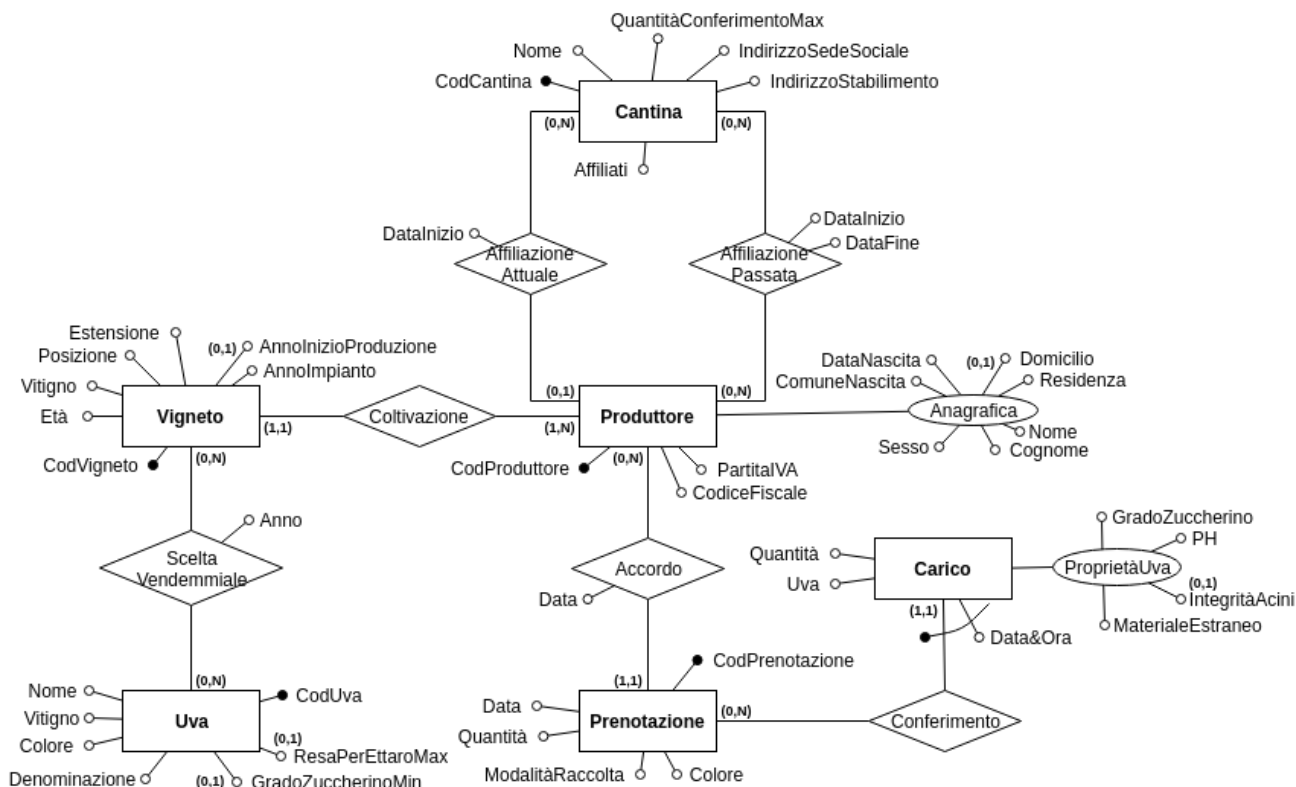 QuantitàConferimentoMax
Nome
IndirizzoSedeSociale
CodCantina
IndirizzoStabilimento
Cantina
(0,N)
(0,N)
Affiliati
DataInizio
DataInizio
DataFine
Affiliazione
Attuale
Affiliazione
Passata
Estensione
Posizione
(0,1)
AnnoInizioProduzione
AnnoImpianto
Vitigno
Età
Vigneto
(1,1)
CodVigneto
(0,N)
Coltivazione
(0,1)
(0,N)
Produttore
(1,N)
CodProduttore
(0,N)
PartitaIVA
CodiceFiscale
DataNascita
(0,1)
Domicilio
ComuneNascita
Residenza
Anagrafica
Nome
Sesso
Cognome
Anno
Scelta
Vendemmiale
Accordo
Data
Quantità
Uva
Carico
(1,1)
Data&Ora
GradoZuccherino
PH
ProprietàUva
(0,1)
IntegritàAcini
MaterialeEstraneo
(0,N)
Nome
Vitigno
Colore
Denominazione
Uva
CodUva
(0,1)
ResaPerEttaroMax
(0,1)
GradoZuccherinoMin
(1,1)
CodPrenotazione
Data
Quantità
Prenotazione
(0,N)
ModalitàRaccolta
Colore
Conferimento